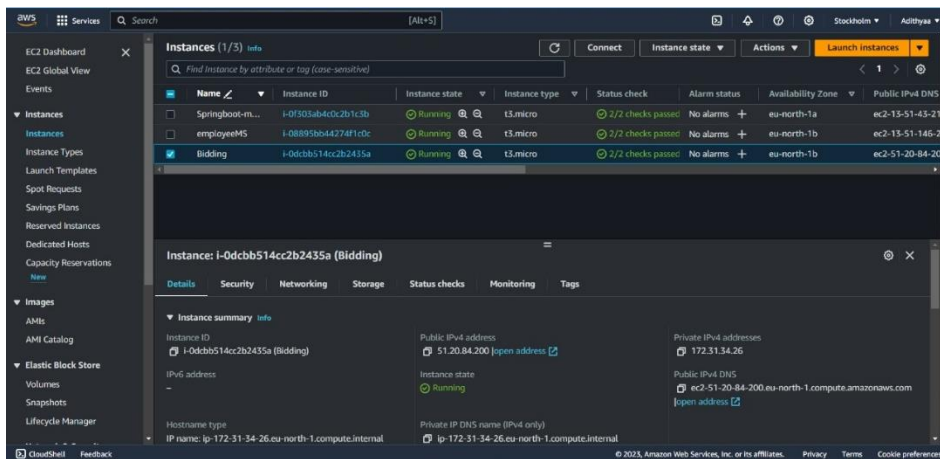 aws Services Search [Alt+S] Stockholm Adithyaa
EC2 Dashboard
EC2 Global View
Events
Instances
Instances
Instance Types
Launch Templates
Spot Requests
Savings Plans
Reserved Instances
Dedicated Hosts
Capacity Reservations
New
Images
AMIs
AMI Catalog
Elastic Block Store
Volumes
Snapshots
Lifecycle Manager
Instances (1/3) Info Connect Instance state Actions Launch instances
Find Instance by attribute or tag (case-sensitive) 1
Name Instance ID Instance state Instance type Status check Alarm status Availability Zone Public IPv4 DNS
Springboot-m... i-0f303ab4c0c2b1c3b Running t3.micro 2/2 checks passed No alarms + eu-north-1a ec2-13-51-43-21
employeeMS i-08895bb44274f1c0c Running t3.micro 2/2 checks passed No alarms + eu-north-1b ec2-13-51-146-2
Bidding i-0dcbb514cc2b2435a Running t3.micro 2/2 checks passed No alarms + eu-north-1b ec2-51-20-84-20
Instance: i-0dcbb514cc2b2435a (Bidding)
Details Security Networking Storage Status checks Monitoring Tags
Instance summary Info
Instance ID
i-0dcbb514cc2b2435a (Bidding)
Public IPv4 address
51.20.84.200 |open address
Private IPv4 addresses
172.31.34.26
IPv6 address
–
Instance state
Running
Public IPv4 DNS
ec2-51-20-84-200.eu-north-1.compute.amazonaws.com
|open address
Hostname type
IP name: ip-172-31-34-26.eu-north-1.compute.internal
Private IP DNS name (IPv4 only)
ip-172-31-34-26.eu-north-1.compute.internal
CloudShell Feedback © 2023, Amazon Web Services, Inc. or its affiliates. Privacy Terms Cookie preferences